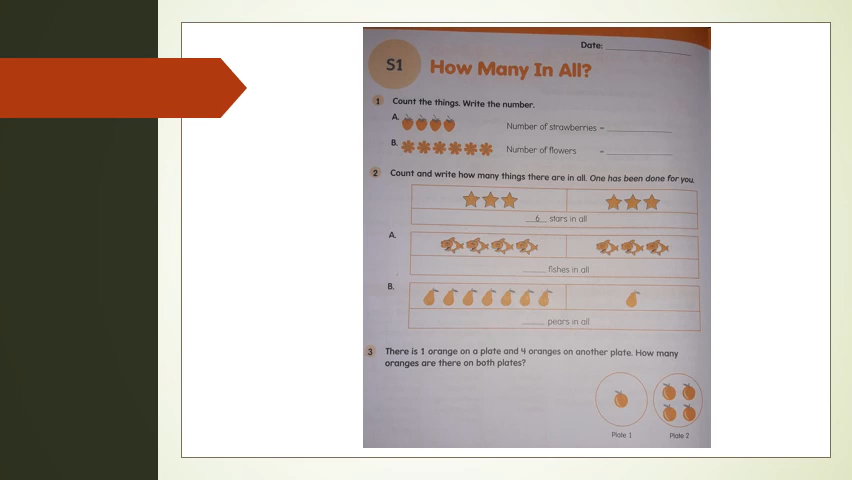 Date:
S1
How Many In All?
1 Count the things. Write the number.
A. Number of strawberries =
B. Number of flowers =
2 Count and write how many things there are in all. One has been done for you.
6 stars in all
A.
fishes in all
B.
pears in all
3 There is 1 orange on a plate and 4 oranges on another plate. How many
oranges are there on both plates?
Plate 1 Plate 2